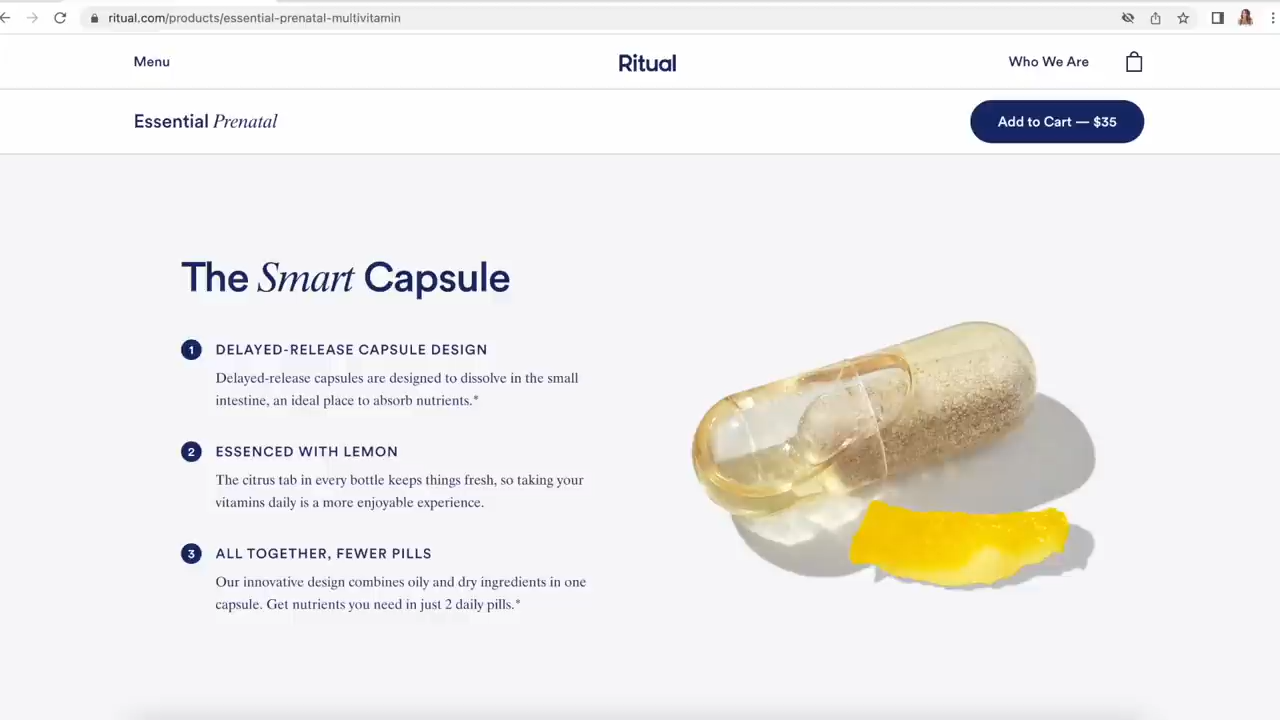 ritual.com/products/essential-prenatal-multivitamin
Menu
Ritual
Who We Are
Essential Prenatal
Add to Cart — $35
The Smart Capsule
1 DELAYED-RELEASE CAPSULE DESIGN
Delayed-release capsules are designed to dissolve in the small
intestine, an ideal place to absorb nutrients.*
2 ESSENCED WITH LEMON
The citrus tab in every bottle keeps things fresh, so taking your
vitamins daily is a more enjoyable experience.
3 ALL TOGETHER, FEWER PILLS
Our innovative design combines oily and dry ingredients in one
capsule. Get nutrients you need in just 2 daily pills.*